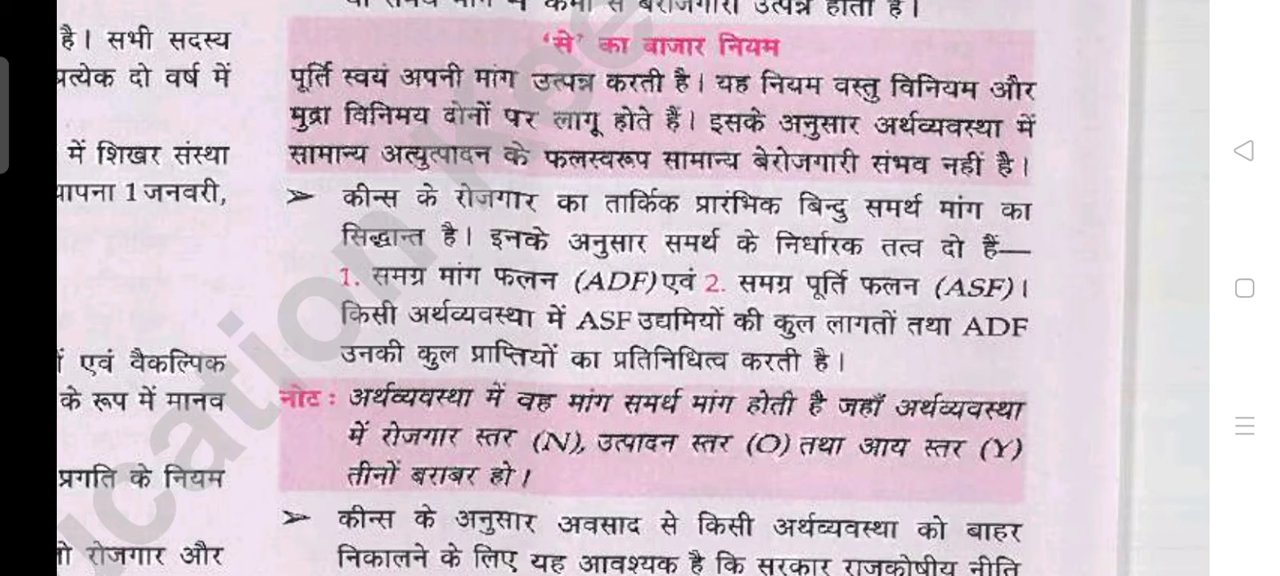 है। सभी सदस्य
प्रत्येक दो वर्ष में
में शिखर संस्था
1 जनवरी,
एवं वैकल्पिक
के रूप में मानव
प्रगति के नियम
रोजगार और
से बेरोजगारी उत्पन्न होता है।
‘से’ का बाजार नियम
पूर्ति स्वयं अपनी मांग उत्पन्न करती है। यह नियम वस्तु विनियम और
मुद्रा विनिमय दोनों पर लागू होते हैं। इसके अनुसार अर्थव्यवस्था में
सामान्य अत्युत्पादन के फलस्वरूप सामान्य बेरोजगारी संभव नहीं है।
➢ कीन्स के रोजगार का तार्किक प्रारंभिक बिन्दु समर्थ मांग का
सिद्धान्त है। इनके अनुसार समर्थ के निर्धारक तत्व दो हैं—
1. समग्र मांग फलन (ADF) एवं 2. समग्र पूर्ति फलन (ASF)।
किसी अर्थव्यवस्था में ASF उद्यमियों की कुल लागतों तथा ADF
उनकी कुल प्राप्तियों का प्रतिनिधित्व करती है।
नोट : अर्थव्यवस्था में वह मांग समर्थ मांग होती है जहाँ अर्थव्यवस्था
में रोजगार स्तर (N), उत्पादन स्तर (O) तथा आय स्तर (Y)
तीनों बराबर हो।
➢ कीन्स के अनुसार अवसाद से किसी अर्थव्यवस्था को बाहर
निकालने के लिए यह आवश्यक है कि सरकार राजकोषीय नीति